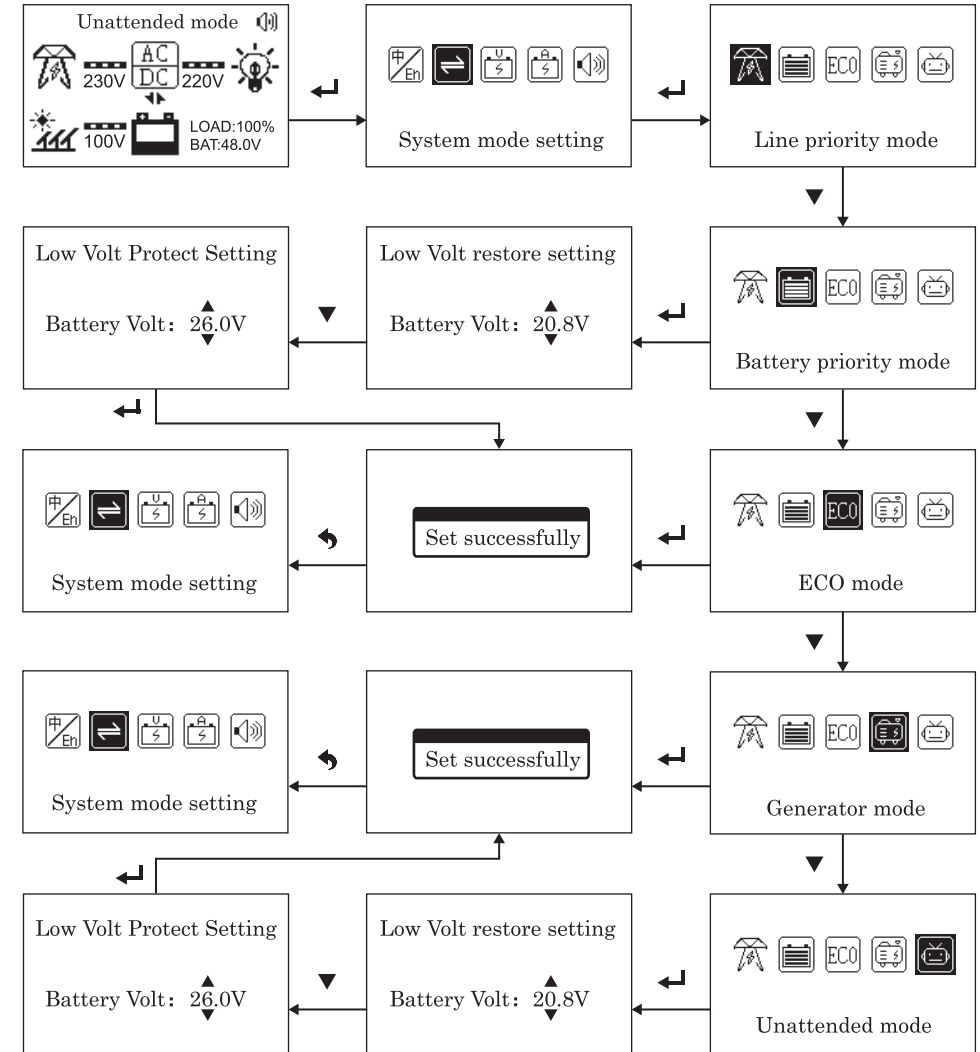 Unattended mode
AC
DC
230V
220V
100V
LOAD:100%
BAT:48.0V
中/En
V
A
System mode setting
ECO
Line priority mode
Low Volt Protect Setting
Battery Volt：26.0V
Low Volt restore setting
Battery Volt：20.8V
ECO
Battery priority mode
中/En
V
A
System mode setting
Set successfully
ECO
ECO mode
中/En
V
A
System mode setting
Set successfully
ECO
Generator mode
Low Volt Protect Setting
Battery Volt：26.0V
Low Volt restore setting
Battery Volt：20.8V
ECO
Unattended mode